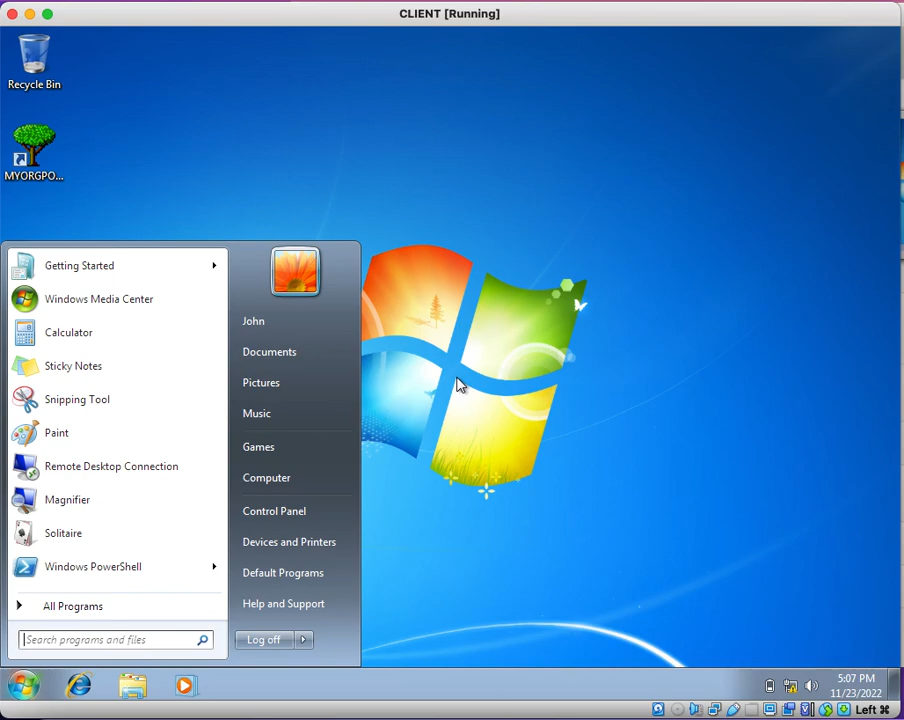 CLIENT [Running]
Recycle Bin
MYORGPO...
Getting Started
Windows Media Center
Calculator
Sticky Notes
Snipping Tool
Paint
Remote Desktop Connection
Magnifier
Solitaire
Windows PowerShell
All Programs
Search programs and files
John
Documents
Pictures
Music
Games
Computer
Control Panel
Devices and Printers
Default Programs
Help and Support
Log off
5:07 PM
11/23/2022
Left ⌘